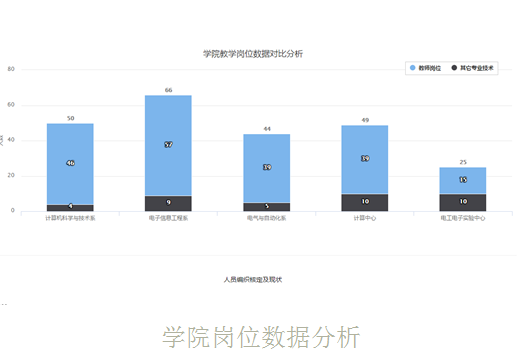 学院教学岗位数据对比分析
教师岗位 其它专业技术
80
60
40
20
0
50 66 44 49 25
46 57 39 39 15
4 9 5 10 10
计算机科学与技术系 电子信息工程系 电气与自动化系 计算中心 电工电子实验中心
人员编织核定及现状
--
学院岗位数据分析